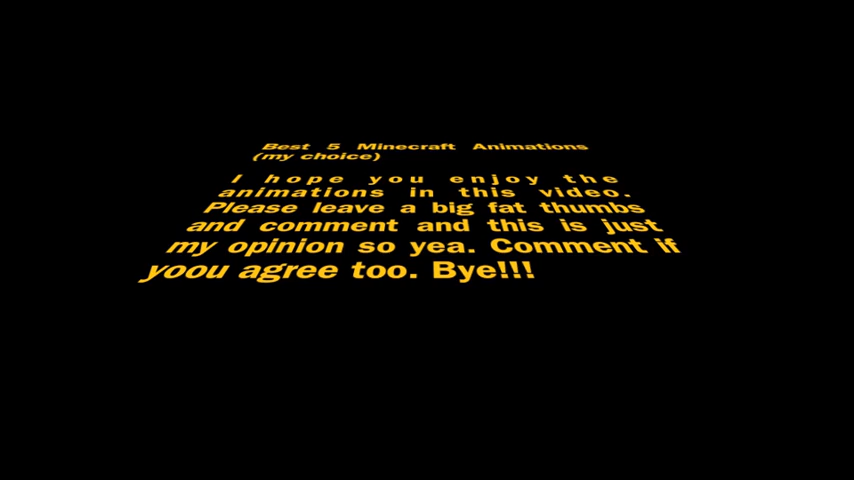 Best 5 Minecraft Animations
(my choice)
I hope you enjoy the
animations in this video.
Please leave a big fat thumbs
and comment and this is just
my opinion so yea. Comment if
yoou agree too. Bye!!!